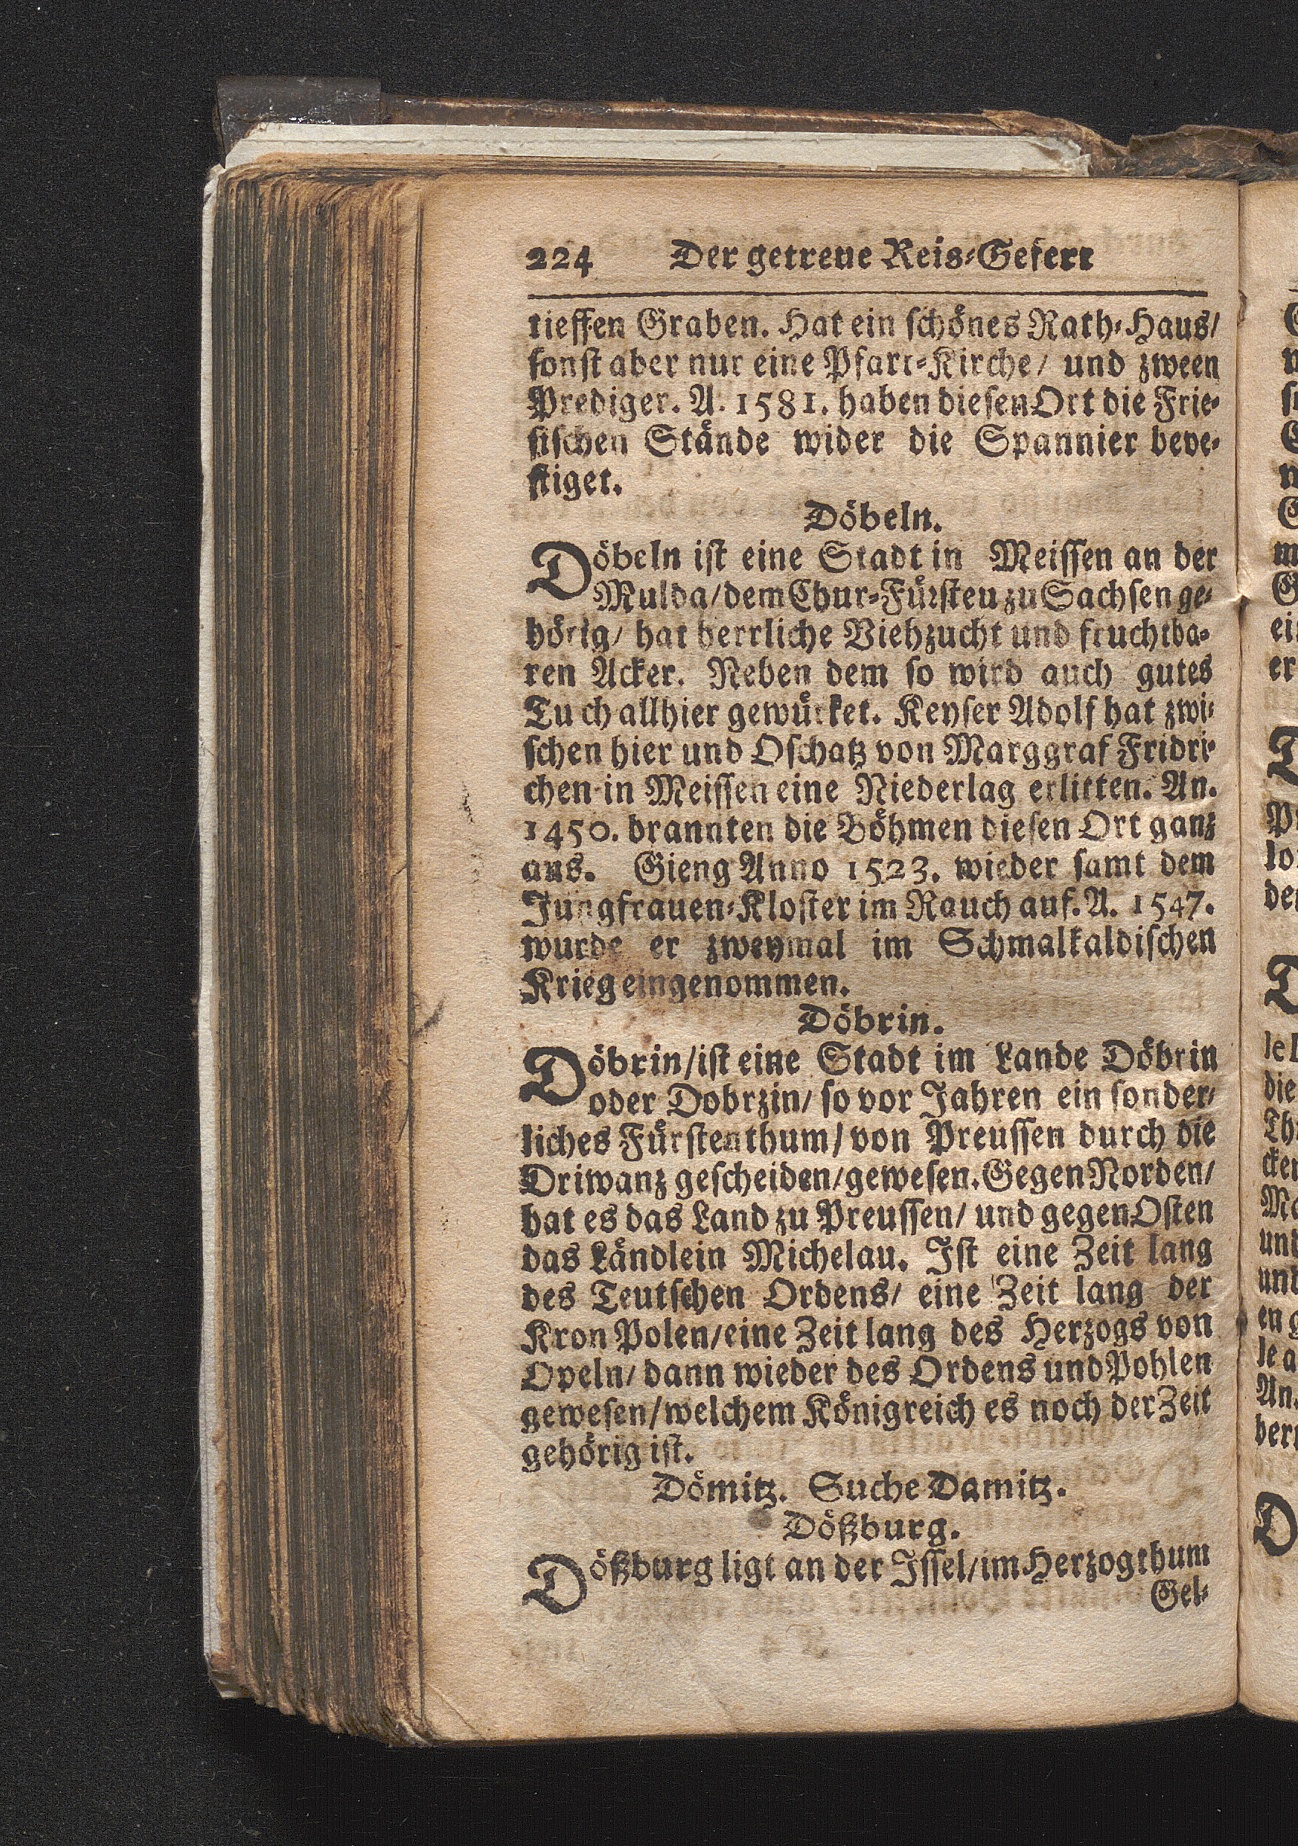 224 Der getreue Reis-Gefert
tieffen Graben. Hat ein schönes Rath-Haus/
sonst aber nur eine Pfarr-Kirche/ und zween
Prediger. A. 1581. haben diesen Ort die Frie-
sischen Stände wider die Spannier beve-
stiget.
Döbeln.
Döbeln ist eine Stadt in Meissen an der
Mulda/dem Chur-Fürsten zu Sachsen ge-
hörig/ hat herrliche Viehzucht und fruchtba-
ren Acker. Neben dem so wird auch gutes
Tuch allhier gewürket. Keyser Adolf hat zwi-
schen hier und Oschatz von Marggraf Fridri-
chen in Meissen eine Niederlag erlitten. An.
1450. brannten die Böhmen diesen Ort ganz
aus. Gieng Anno 1523. wieder samt dem
Jungfrauen-Kloster im Rauch auf. A. 1547.
wurde er zweymal im Schmalkaldischen
Krieg eingenommen.
Döbrin.
Döbrin/ist eine Stadt im Lande Döbrin
oder Dobrzin/ so vor Jahren ein sonder-
liches Fürstenthum/ von Preussen durch die
Driwanz gescheiden/gewesen. Gegen Norden/
hat es das Land zu Preussen/ und gegen Osten
das Ländlein Michelau. Ist eine Zeit lang
des Teutschen Ordens/ eine Zeit lang der
Kron Polen/eine Zeit lang des Herzogs von
Opeln/ dann wieder des Ordens und Pohlen
gewesen/welchem Königreich es noch der Zeit
gehörig ist.
Dömitz. Suche Damitz.
Dößburg.
Dößburg ligt an der Issel/im Herzogthum
Gel-